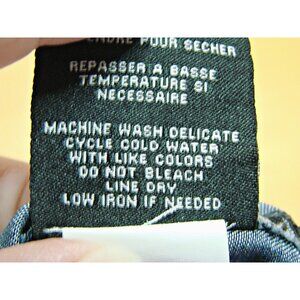 POUR SECHER
REPASSER A BASSE
TEMPERATURE SI
NECESSAIRE
MACHINE WASH DELICATE
CYCLE COLD WATER
WITH LIKE COLORS
DO NOT BLEACH
LINE DRY
LOW IRON IF NEEDED